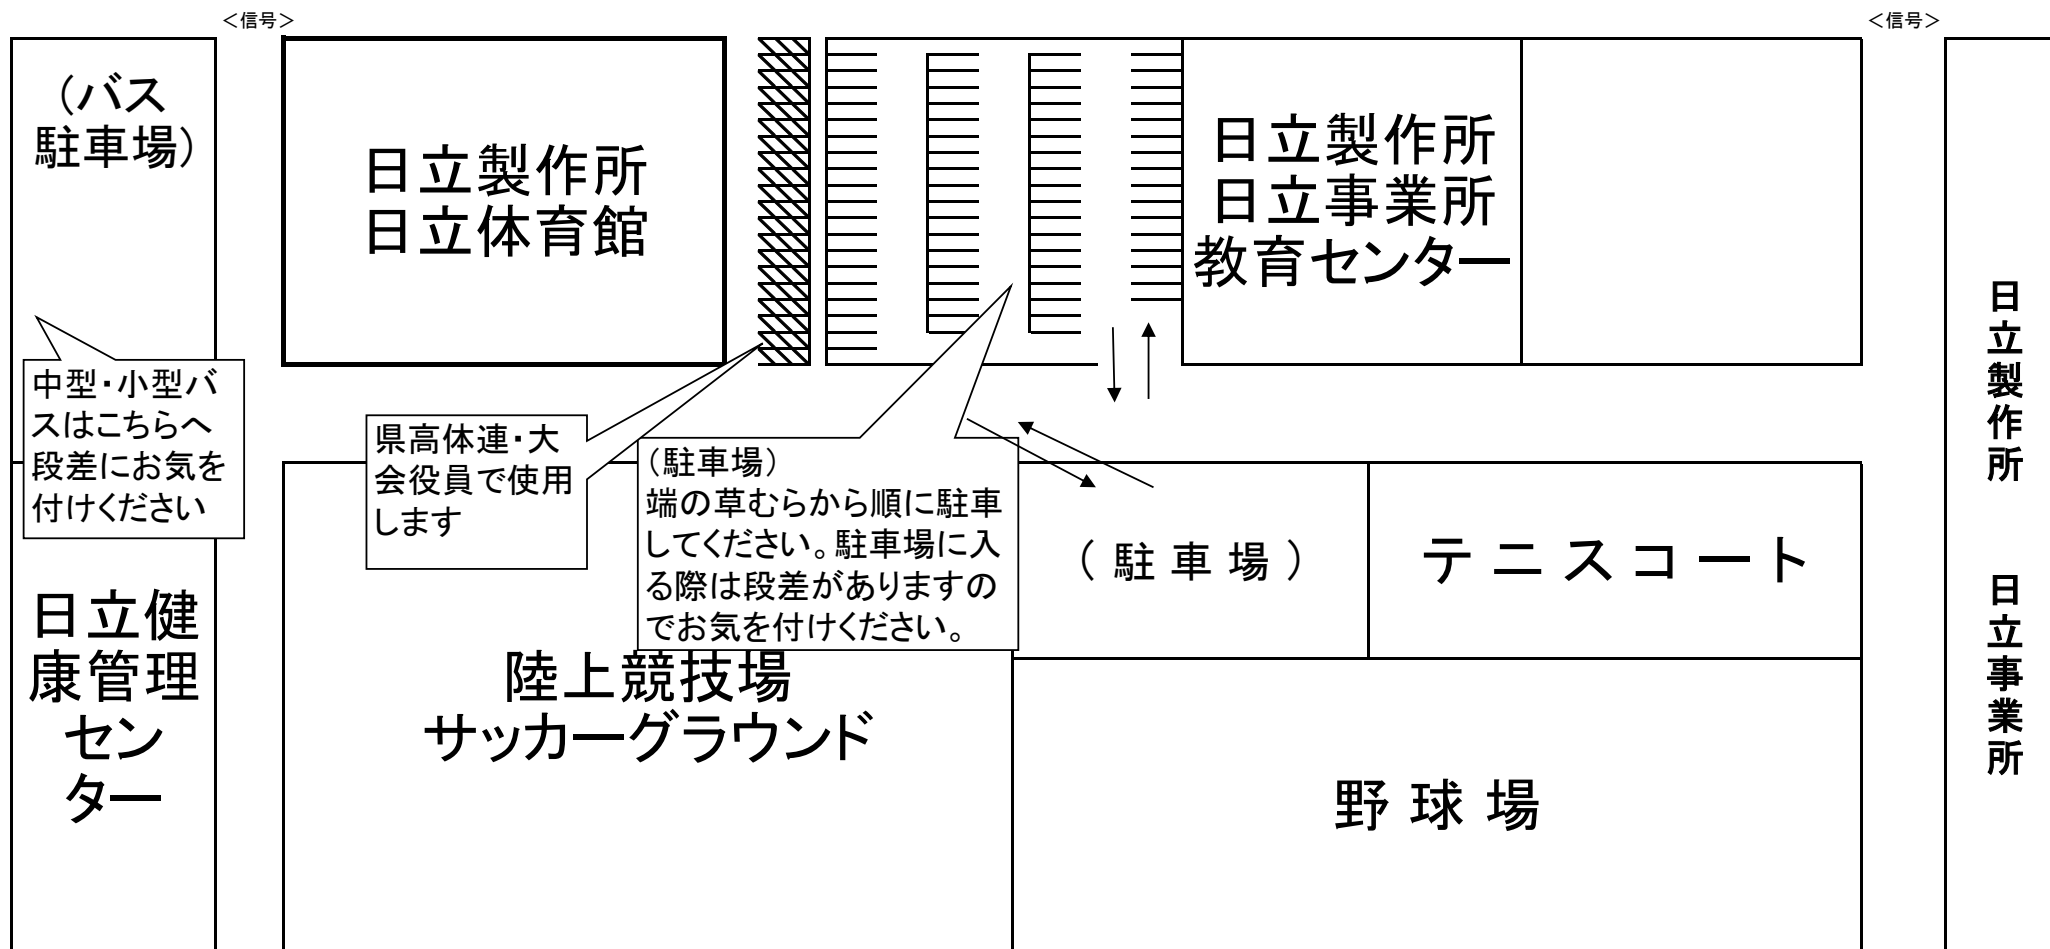 ＜信号＞
＜信号＞
（バス
駐車場）
日立製作所
日立体育館
日立製作所
日立事業所
教育センター
日立製作所　日立事業所
中型・小型バ
スはこちらへ
段差にお気を
付けください
県高体連・大
会役員で使用
します
（駐車場）
端の草むらから順に駐車
してください。駐車場に入
る際は段差がありますの
でお気を付けください。
（ 駐 車 場 ）
テ ニ ス コ ー ト
日立健
康管理
セン
ター
陸上競技場
サッカーグラウンド
野 球 場